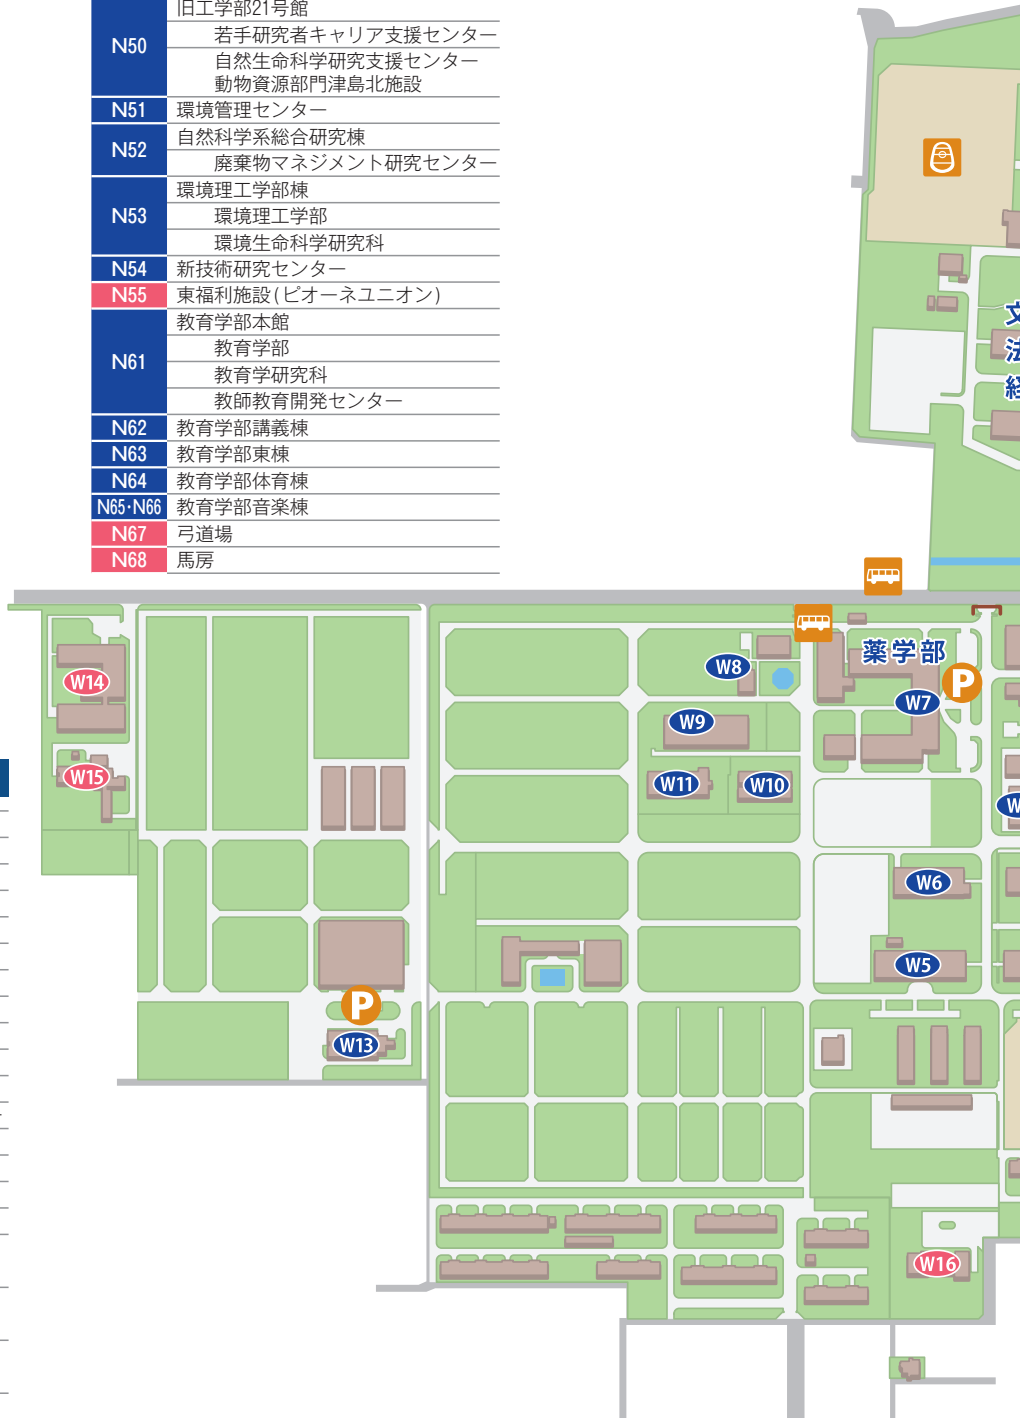 旧工学部21号館
N50
若手研究者キャリア支援センター
自然生命科学研究支援センター
動物資源部門津島北施設
N51 環境管理センター
N52 自然科学系総合研究棟
廃棄物マネジメント研究センター
N53 環境理工学部棟
環境理工学部
環境生命科学研究科
N54 新技術研究センター
N55 東福利施設(ピオーネユニオン)
N61 教育学部本館
教育学部
教育学研究科
教師教育開発センター
N62 教育学部講義棟
N63 教育学部東棟
N64 教育学部体育棟
N65・N66 教育学部音楽棟
N67 弓道場
N68 馬房
文
法
経
薬学部
W8
W14
P
W7
W9
W15
W11
W10
W6
W5
P
W13
W16